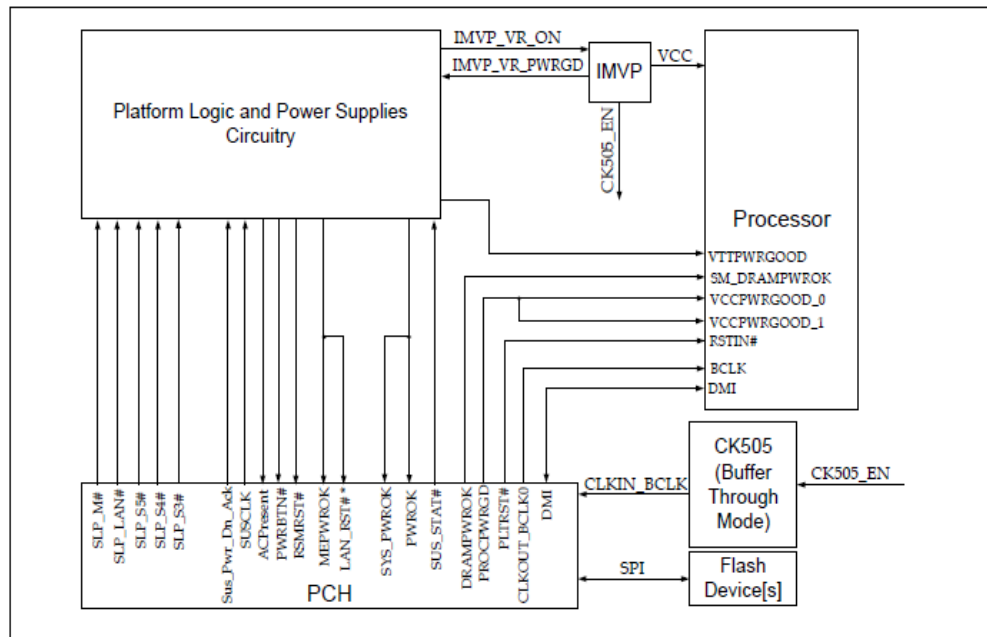 IMVP_VR_ON
IMVP_VR_PWRGD
IMVP
VCC
CK505_EN
Platform Logic and Power Supplies
Circuitry
Processor
VTTPWRGOOD
SM_DRAMPWROK
VCCPWRGOOD_0
VCCPWRGOOD_1
RSTIN#
BCLK
DMI
SLP_M#
SLP_LAN#
SLP_S5#
SLP_S4#
SLP_S3#
Sus_Pwr_Dn_Ack
SUSCLK
ACPresent
PWRBTN#
RSMRST#
MEPWROK
LAN_RST#*
SYS_PWROK
PWROK
SUS_STAT#
DRAMPWROK
PROCPWRGD
PLTRST#
CLKOUT_BCLK0
DMI
PCH
CLKIN_BCLK
CK505
(Buffer
Through
Mode)
CK505_EN
SPI
Flash
Device[s]